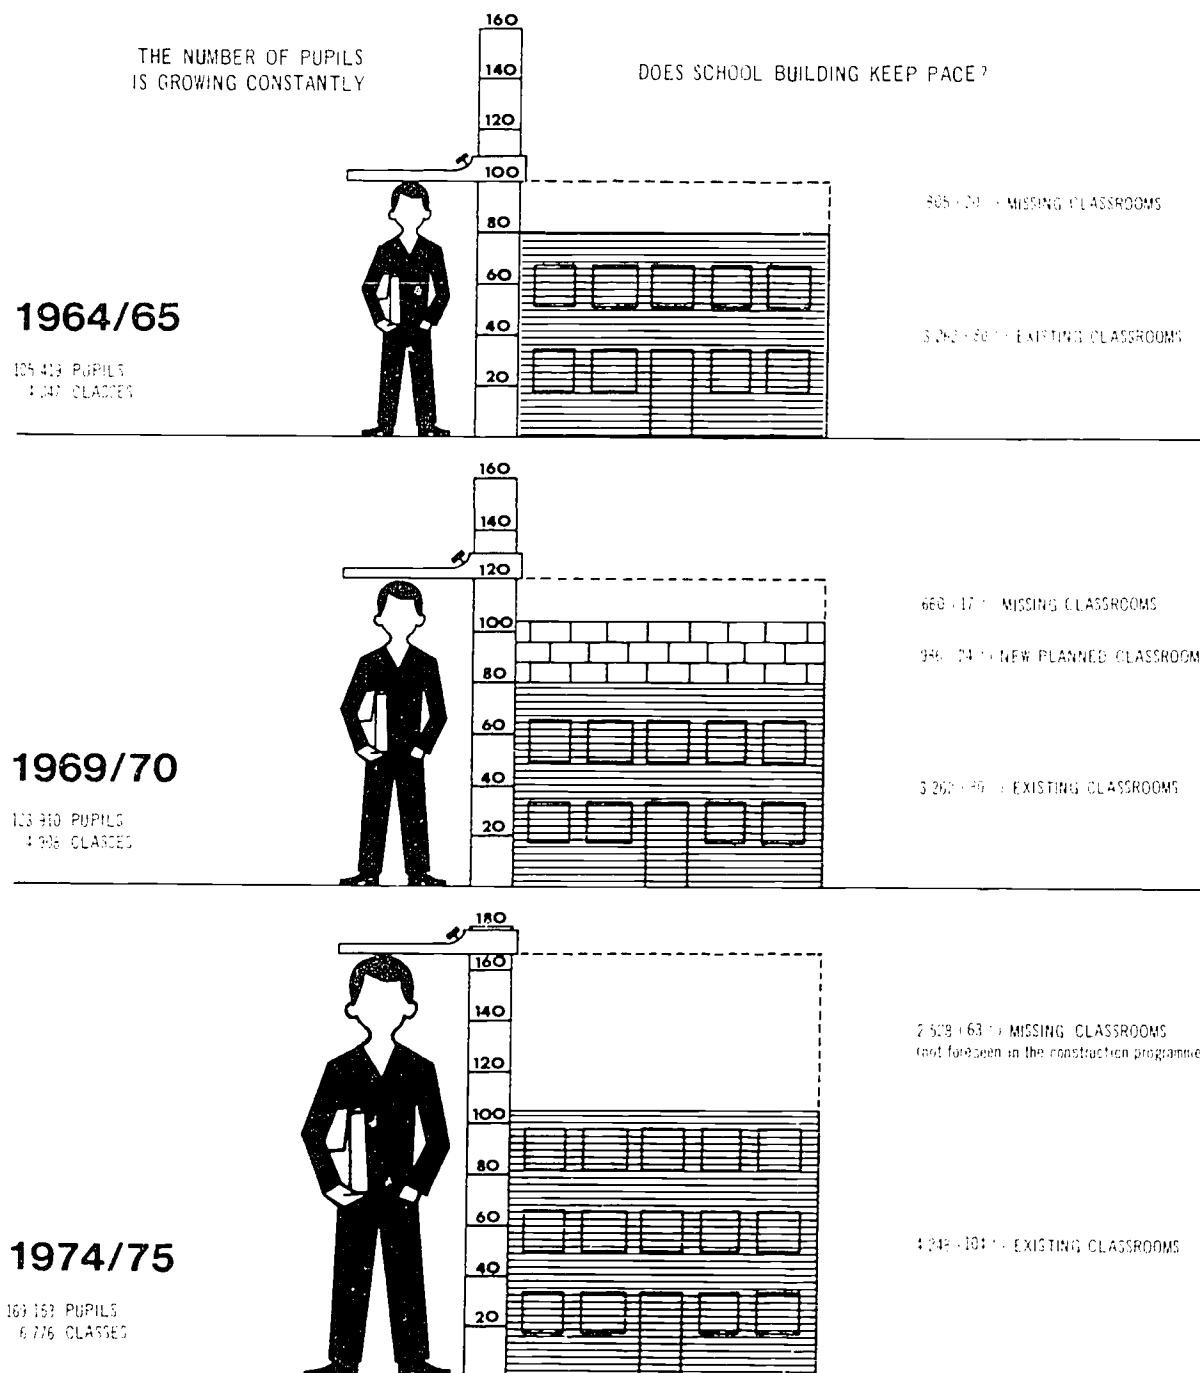 THE NUMBER OF PUPILS
IS GROWING CONSTANTLY
DOES SCHOOL BUILDING KEEP PACE?
160
140
120
100
80
60
40
20
MISSING CLASSROOMS
EXISTING CLASSROOMS
1964/65
PUPILS
CLASSES
160
140
120
100
80
60
40
20
MISSING CLASSROOMS
NEW PLANNED CLASSROOM
EXISTING CLASSROOMS
1969/70
PUPILS
CLASSES
180
160
140
120
100
80
60
40
20
MISSING CLASSROOMS
(not foreseen in the construction programme
EXISTING CLASSROOMS
1974/75
PUPILS
CLASSES